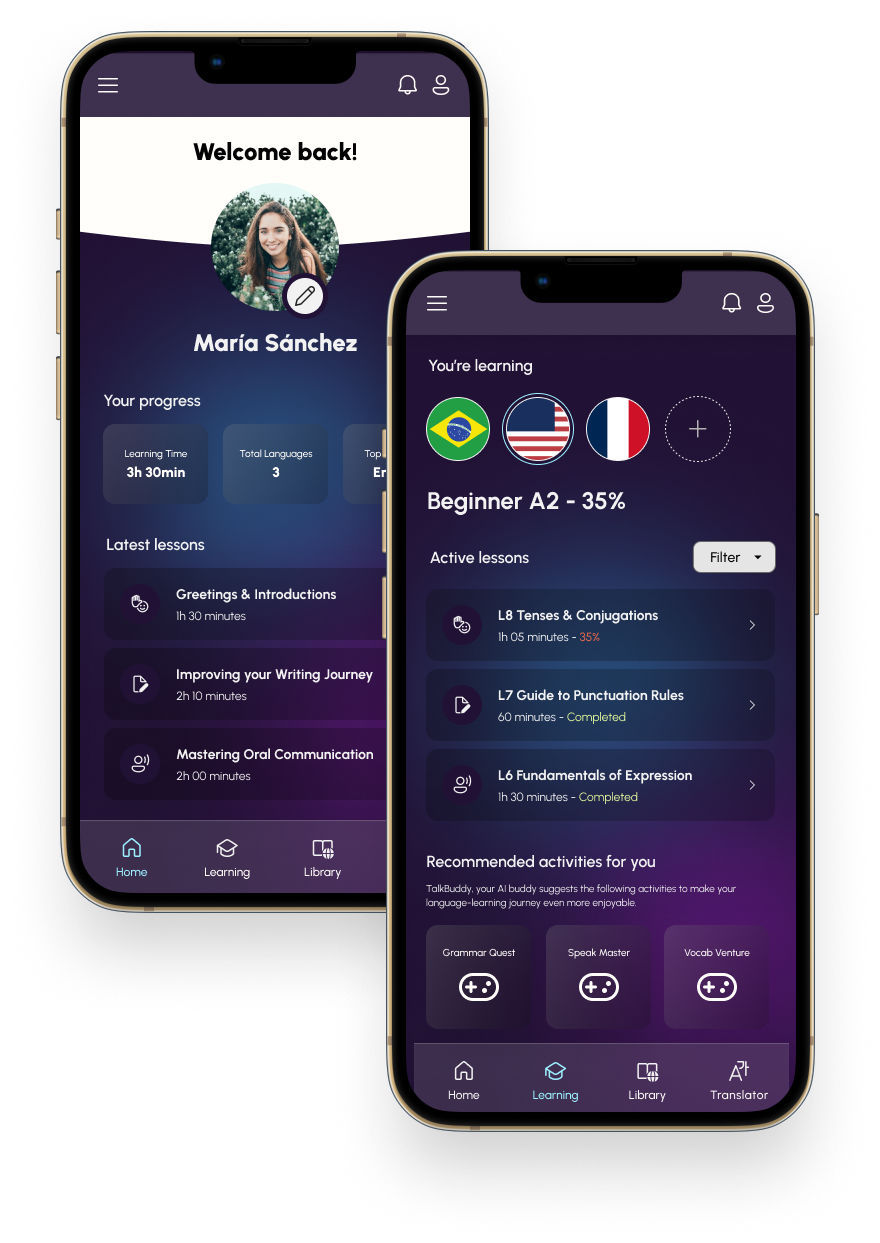 Welcome back!
María Sánchez
Your progress
Learning Time
3h 30min
Total Languages
3
Top
Latest lessons
Greetings & Introductions
1h 30 minutes
Improving your Writing Journey
2h 10 minutes
Mastering Oral Communication
2h 00 minutes
Home
Learning
Library
You're learning
Beginner A2 - 35%
Active lessons
Filter
L8 Tenses & Conjugations
1h 05 minutes - 35%
L7 Guide to Punctuation Rules
60 minutes - Completed
L6 Fundamentals of Expression
1h 30 minutes - Completed
Recommended activities for you
TalkBuddy, your AI buddy suggests the following activities to make your
language-learning journey even more enjoyable.
Grammar Quest
Speak Master
Vocab Venture
Home
Learning
Library
Translator